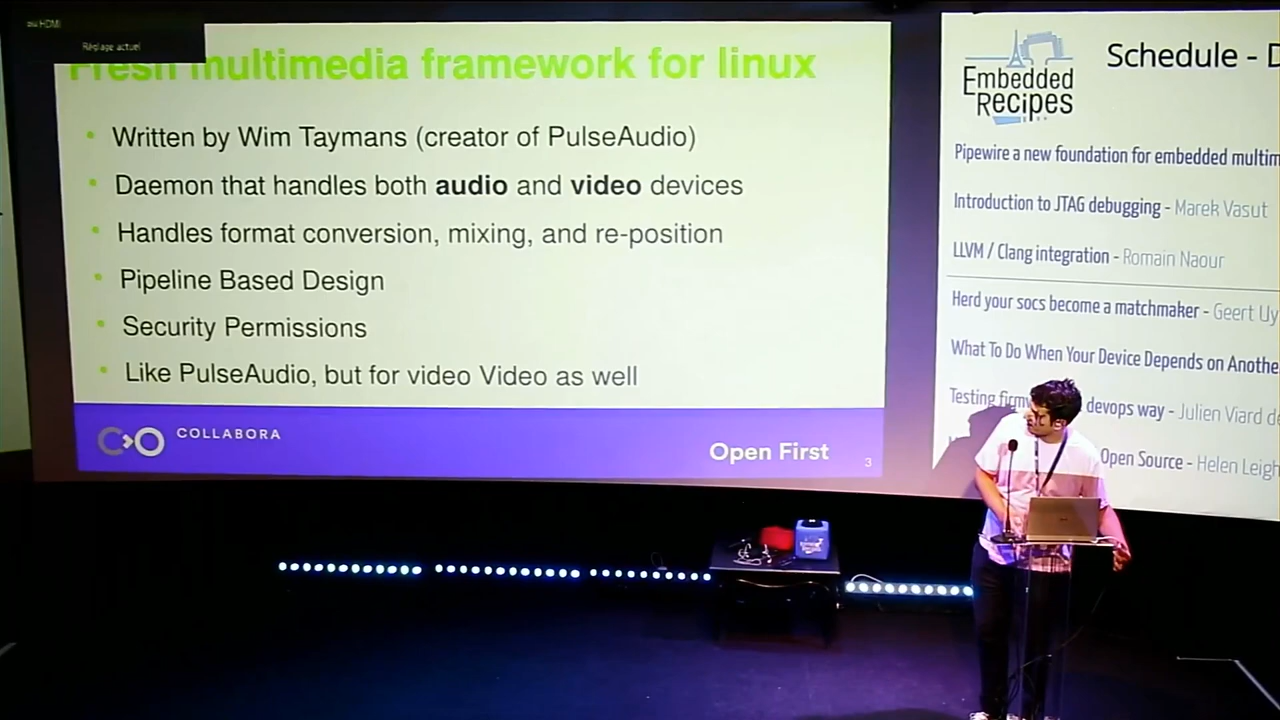 HDMI
Réglage actuel
Fresh multimedia framework for linux
• Written by Wim Taymans (creator of PulseAudio)
• Daemon that handles both audio and video devices
• Handles format conversion, mixing, and re-position
• Pipeline Based Design
• Security Permissions
• Like PulseAudio, but for video Video as well
COLLABORA
Open First
3
Embedded
Recipes
Schedule - D
Pipewire a new foundation for embedded multim
Introduction to JTAG debugging - Marek Vasut
LLVM / Clang integration - Romain Naour
Herd your socs become a matchmaker - Geert Uy
What To Do When Your Device Depends on Anothe
Testing firmw devops way - Julien Viard de
Open Source - Helen Leigh